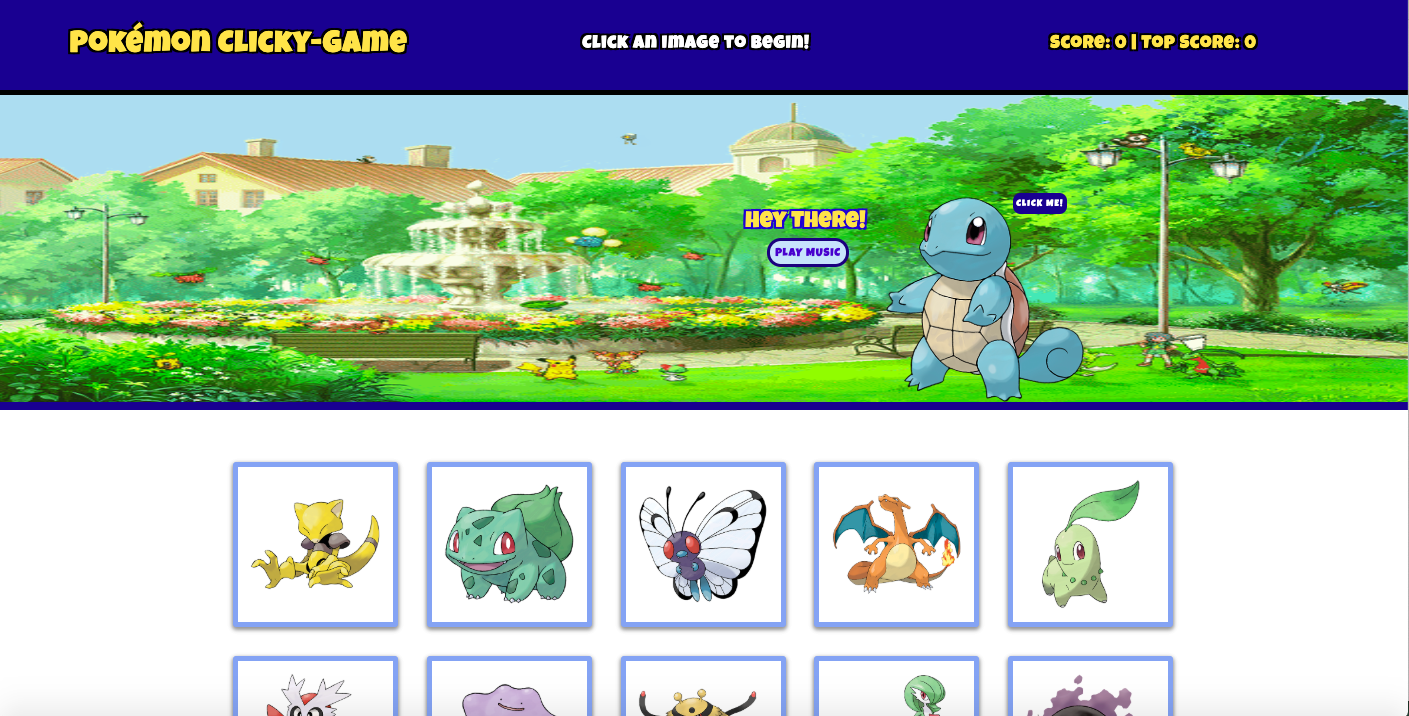 Pokémon Clicky-Game
Click an image to begin!
Score: 0 | Top Score: 0
CLICK ME!
Hey There!
PLAY MUSIC